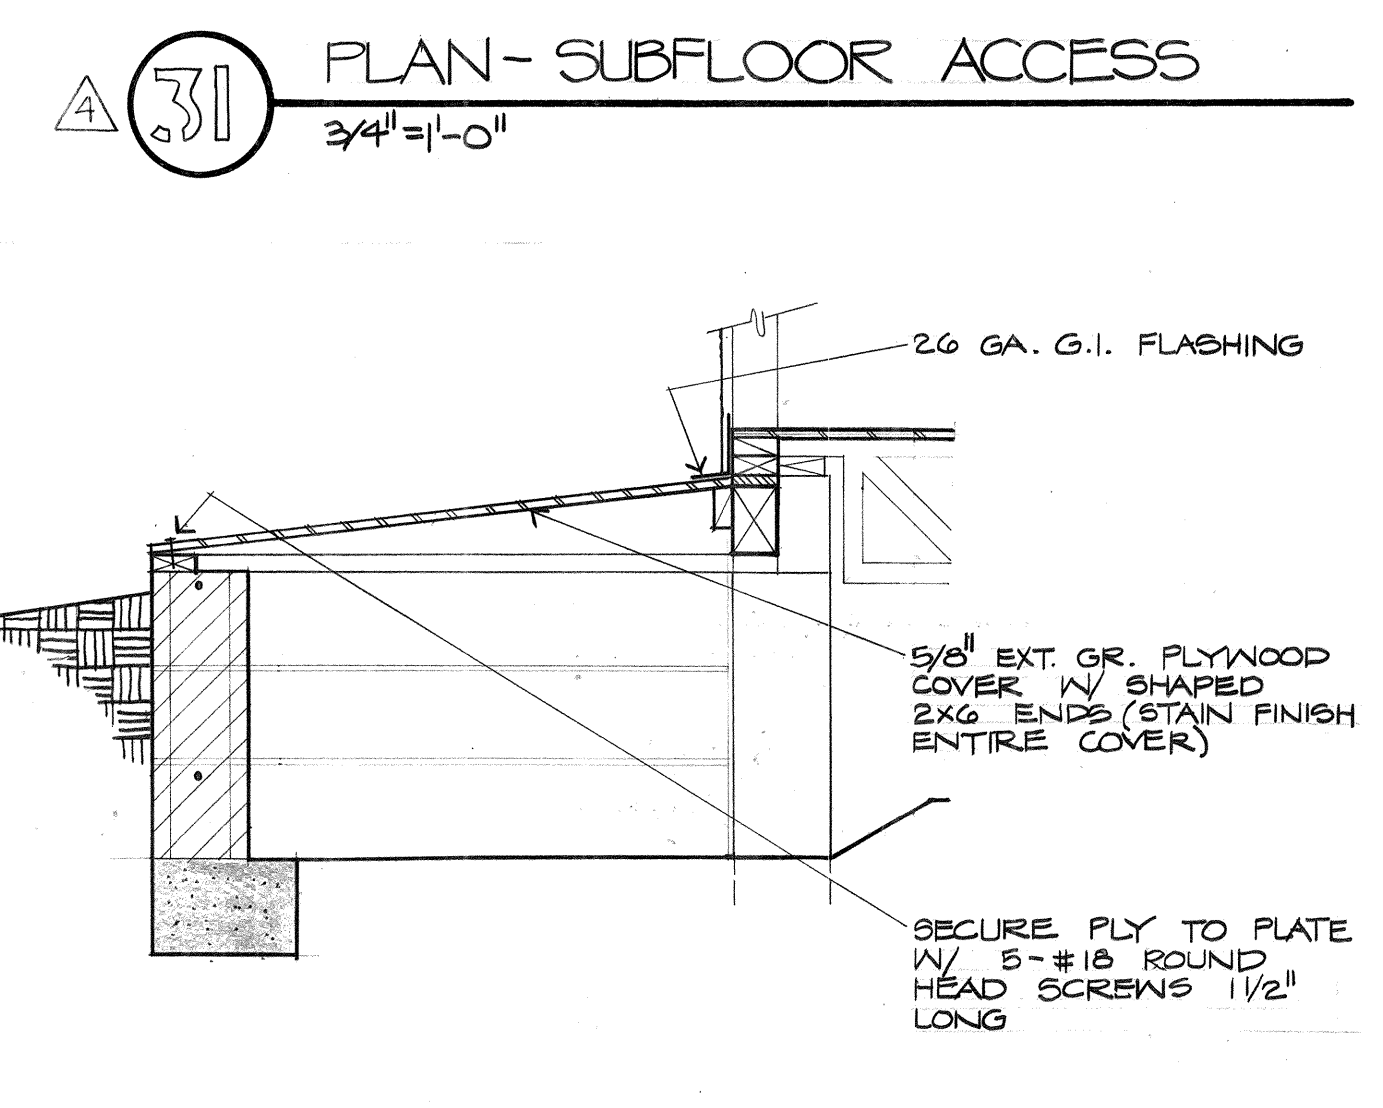 PLAN - SUBFLOOR ACCESS
4
31
3/4"=1'-0"
26 GA. G.I. FLASHING
5/8" EXT. GR. PLYWOOD
COVER W/ SHAPED
2X6 ENDS (STAIN FINISH
ENTIRE COVER)
SECURE PLY TO PLATE
W/ 5-#18 ROUND
HEAD SCREWS 1 1/2"
LONG